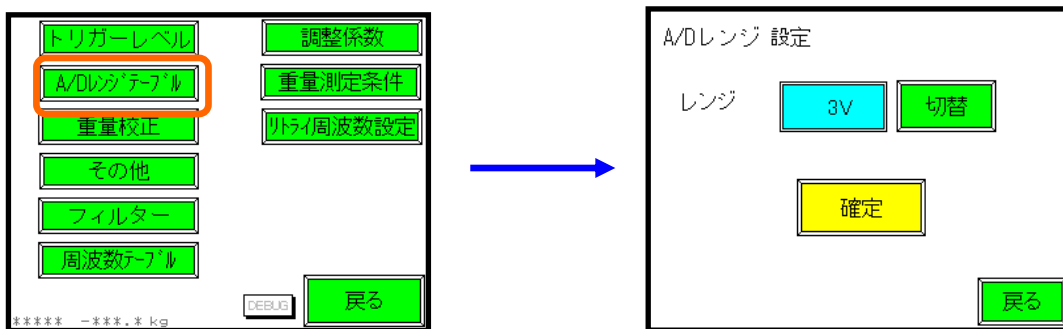 トリガーレベル
A/Dﾚﾝｼﾞﾃｰﾌﾞﾙ
重量校正
その他
フィルター
周波数ﾃｰﾌﾞﾙ
調整係数
重量測定条件
ﾘﾄﾗｲ周波数設定
DEBUG
戻る
***** -***.* kg
A/Dレンジ 設定
レンジ 3V 切替
確定
戻る